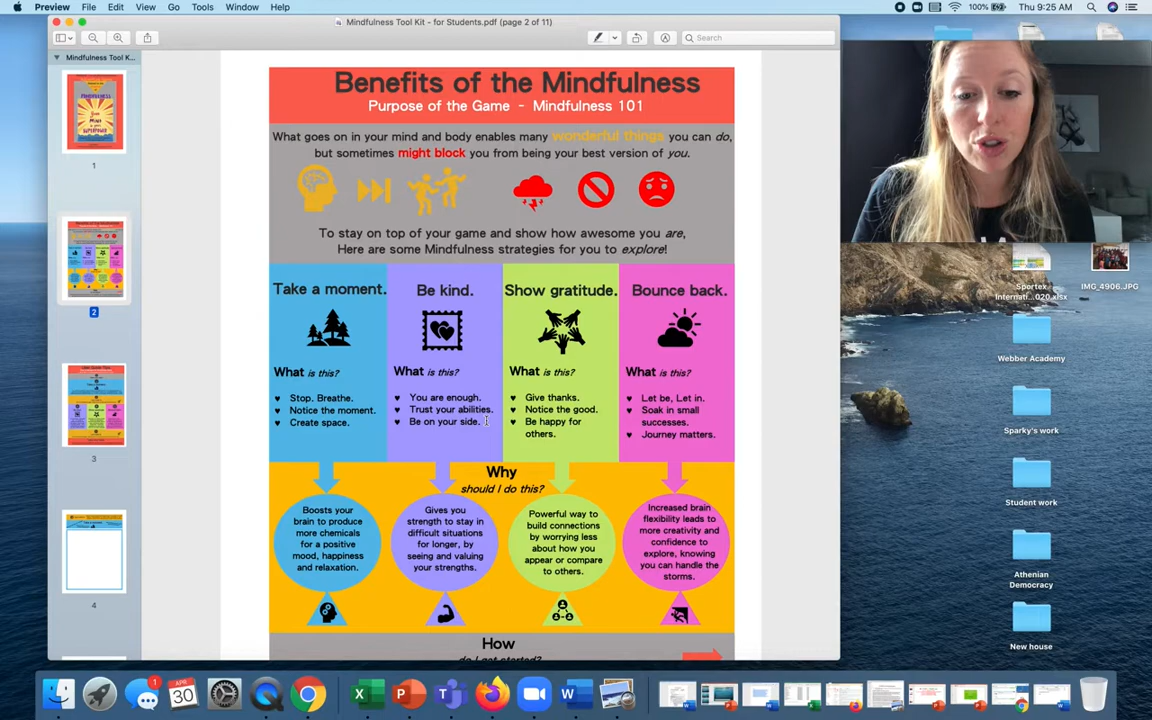 Preview File Edit View Go Tools Window Help
100% Thu 9:25 AM
Mindfulness Tool Kit - for Students.pdf (page 2 of 11)
Search
Mindfulness Tool K...
1
2
3
4
Benefits of the Mindfulness
Purpose of the Game - Mindfulness 101
What goes on in your mind and body enables many wonderful things you can do,
but sometimes might block you from being your best version of you.
To stay on top of your game and show how awesome you are,
Here are some Mindfulness strategies for you to explore!
Take a moment. Be kind. Show gratitude. Bounce back.
What is this?
♥ Stop. Breathe.
♥ Notice the moment.
♥ Create space.
What is this?
♥ You are enough.
♥ Trust your abilities.
♥ Be on your side.
What is this?
♥ Give thanks.
♥ Notice the good.
♥ Be happy for
others.
What is this?
♥ Let be, Let in.
♥ Soak in small
successes.
♥ Journey matters.
Why
should I do this?
Boosts your
brain to produce
more chemicals
for a positive
mood, happiness
and relaxation.
Gives you
strength to stay in
difficult situations
for longer, by
seeing and valuing
your strengths.
Powerful way to
build connections
by worrying less
about how you
appear or compare
to others.
Increased brain
flexibility leads to
more creativity and
confidence to
explore, knowing
you can handle the
storms.
How
do I get started?
Sportex
Internati...020.xlsx
IMG_4906.JPG
Webber Academy
Sparky's work
Student work
Athenian
Democracy
New house
1
APR
30